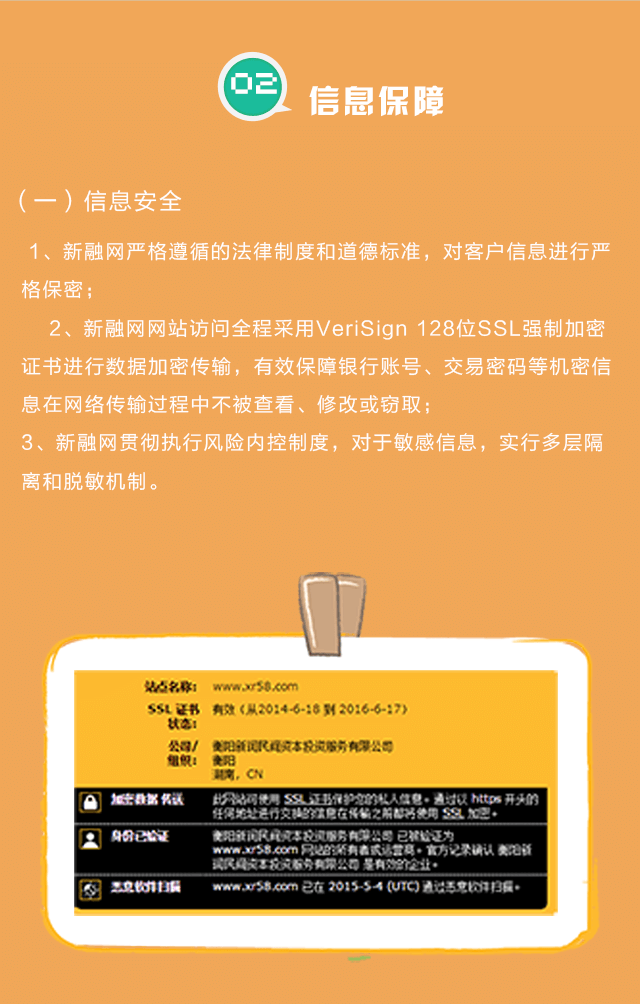 02 信息保障
（一）信息安全
1、新融网严格遵循的法律制度和道德标准，对客户信息进行严
格保密；
2、新融网网站访问全程采用VeriSign 128位SSL强制加密
证书进行数据加密传输，有效保障银行账号、交易密码等机密信
息在网络传输过程中不被查看、修改或窃取；
3、新融网贯彻执行风险内控制度，对于敏感信息，实行多层隔
离和脱敏机制。
站点名称： www.xr58.com
SSL 证书 有效（从2014-6-18 到 2016-6-17）
状态：
公司/ 衡阳新润民间资本投资服务有限公司
组织： 衡阳
湖南，CN
加密数据 传送 此网站可使用 SSL 证书保护您的私人信息。通过以 https 开头的
任何地址进行交换的信息在传输之前都将使用 SSL 加密。
身份已验证 衡阳新润民间资本投资服务有限公司 已被验证为
www.xr58.com 网站的所有者或运营商。官方记录确认 衡阳新
润民间资本投资服务有限公司 是有效的企业。
恶意软件扫描 www.xr58.com 已在 2015-5-4 (UTC) 通过恶意软件扫描。